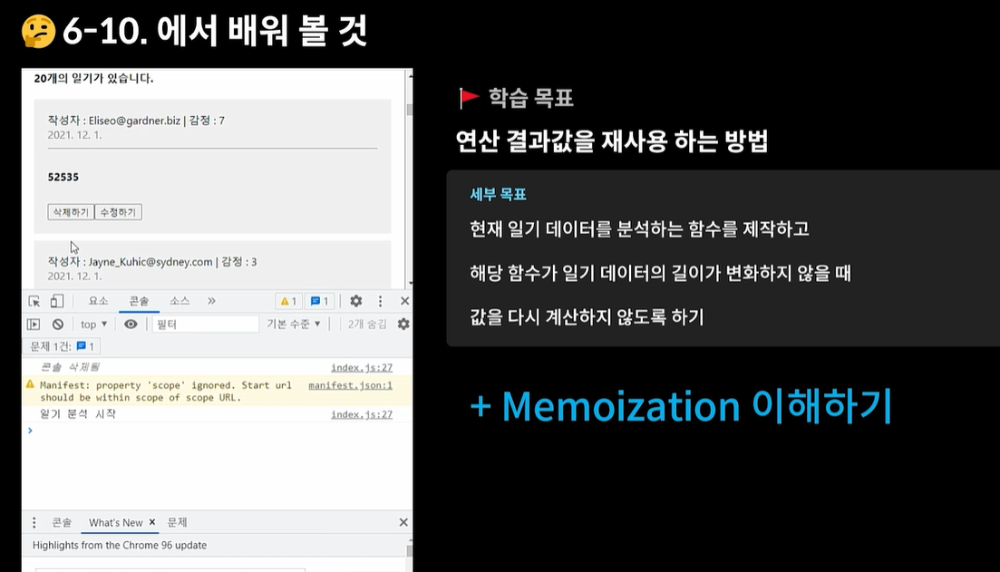 6-10. 에서 배워 볼 것
20개의 일기가 있습니다.
작성자 : Eliseo@gardner.biz | 감정 : 7
2021. 12. 1.
52535
삭제하기 수정하기
작성자 : Jayne_Kuhic@sydney.com | 감정 : 3
2021. 12. 1.
요소 콘솔 소스 » 1 1
top ▼ 필터 기본 수준 ▼ 2개 숨김
문제 1건: 1
콘솔 삭제됨 index.js:27
Manifest: property 'scope' ignored. Start url manifest.json:1
should be within scope of scope URL.
일기 분석 시작 index.js:27
콘솔 What's New × 문제
Highlights from the Chrome 96 update
학습 목표
연산 결과값을 재사용 하는 방법
세부 목표
현재 일기 데이터를 분석하는 함수를 제작하고
해당 함수가 일기 데이터의 길이가 변화하지 않을 때
값을 다시 계산하지 않도록 하기
+ Memoization 이해하기